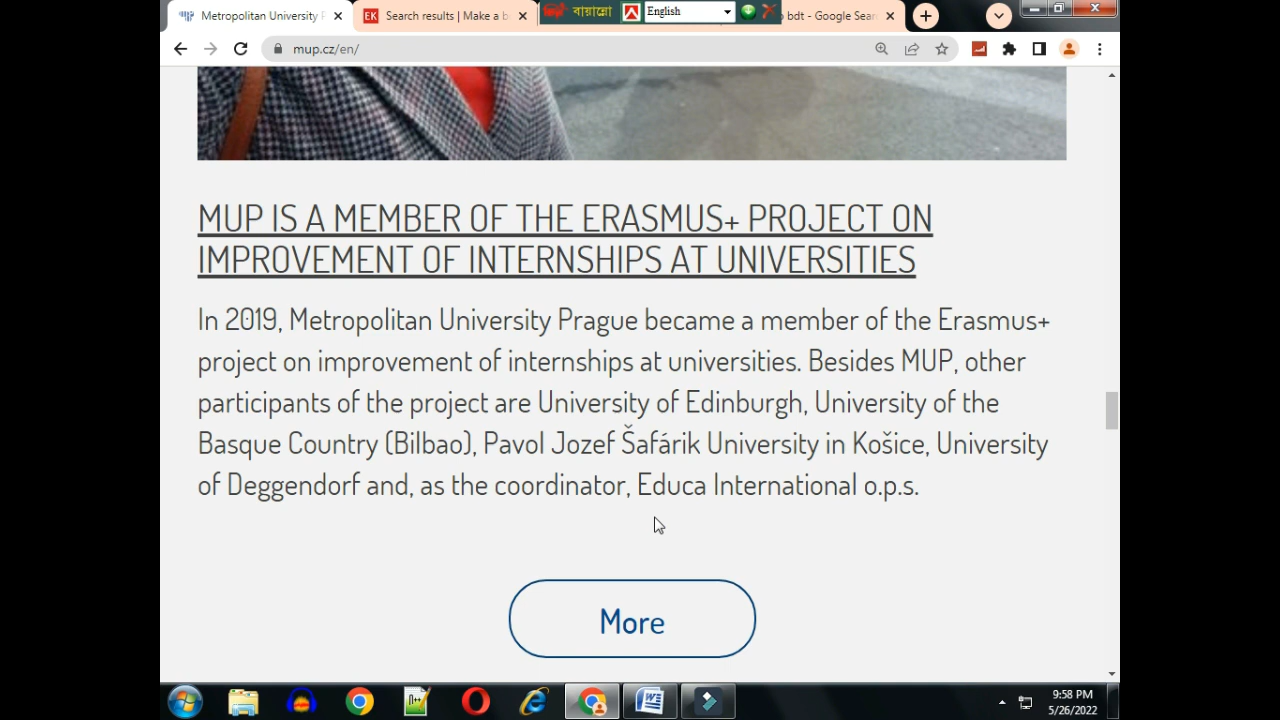 Metropolitan University P
Search results | Make a b
বায়ান্নো
English
bdt - Google Sear
mup.cz/en/
MUP IS A MEMBER OF THE ERASMUS+ PROJECT ON
IMPROVEMENT OF INTERNSHIPS AT UNIVERSITIES
In 2019, Metropolitan University Prague became a member of the Erasmus+
project on improvement of internships at universities. Besides MUP, other
participants of the project are University of Edinburgh, University of the
Basque Country (Bilbao), Pavol Jozef Šafárik University in Košice, University
of Deggendorf and, as the coordinator, Educa International o.p.s.
More
9:58 PM
5/26/2022